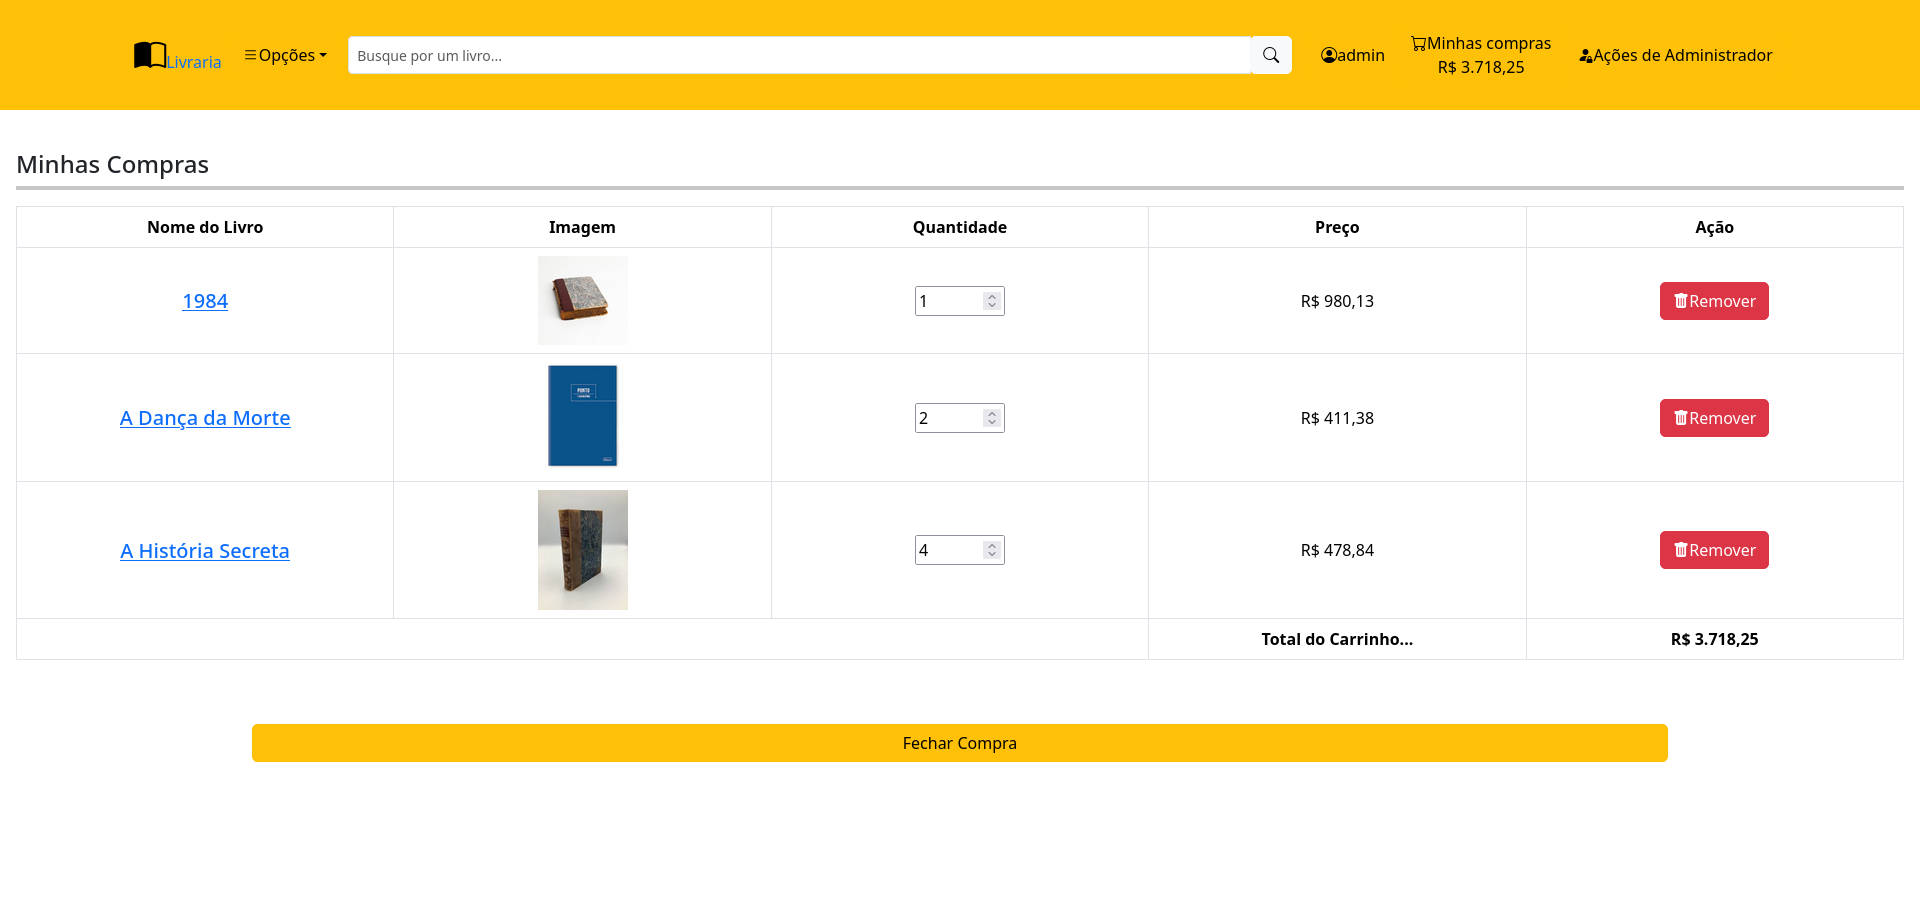 Livraria
Opções
Busque por um livro...
admin
Minhas compras
R$ 3.718,25
Ações de Administrador
Minhas Compras
Nome do Livro Imagem Quantidade Preço Ação
1984 1 R$ 980,13 Remover
A Dança da Morte PONTO 2 R$ 411,38 Remover
A História Secreta 4 R$ 478,84 Remover
Total do Carrinho... R$ 3.718,25
Fechar Compra